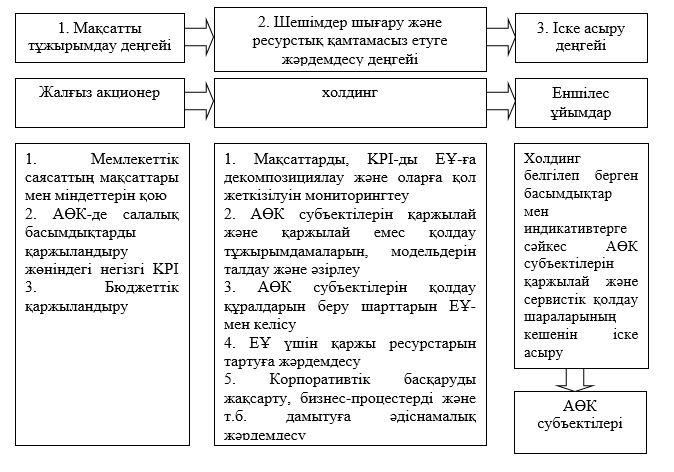 1. Мақсатты
тұжырымдау деңгейі
2. Шешімдер шығару және
ресурстық қамтамасыз етуге
жәрдемдесу деңгейі
3. Іске асыру
деңгейі
Жалғыз акционер
холдинг
Еншілес
ұйымдар
1. Мемлекеттік
саясаттың мақсаттары
мен міндеттерін қою
2. АӨК-де салалық
басымдықтарды
қаржыландыру
жөніндегі негізгі KPI
3. Бюджеттік
қаржыландыру
1. Мақсаттарды, KPI-ды ЕҰ-ға
декомпозициялау және оларға қол
жеткізілуін мониторингтеу
2. АӨК субъектілерін қаржылай
және қаржылай емес қолдау
тұжырымдамаларын, модельдерін
талдау және әзірлеу
3. АӨК субъектілерін қолдау
құралдарын беру шарттарын ЕҰ-
мен келісу
4. ЕҰ үшін қаржы ресурстарын
тартуға жәрдемдесу
5. Корпоративтік басқаруды
жақсарту, бизнес-процестерді және
т.б. дамытуға әдіснамалық
жәрдемдесу
Холдинг
белгілеп берген
басымдықтар
мен
индикативтерге
сәйкес АӨК
субъектілерін
қаржылай және
сервистік қолдау
шараларының
кешенін іске
асыру
АӨК
субъектілері